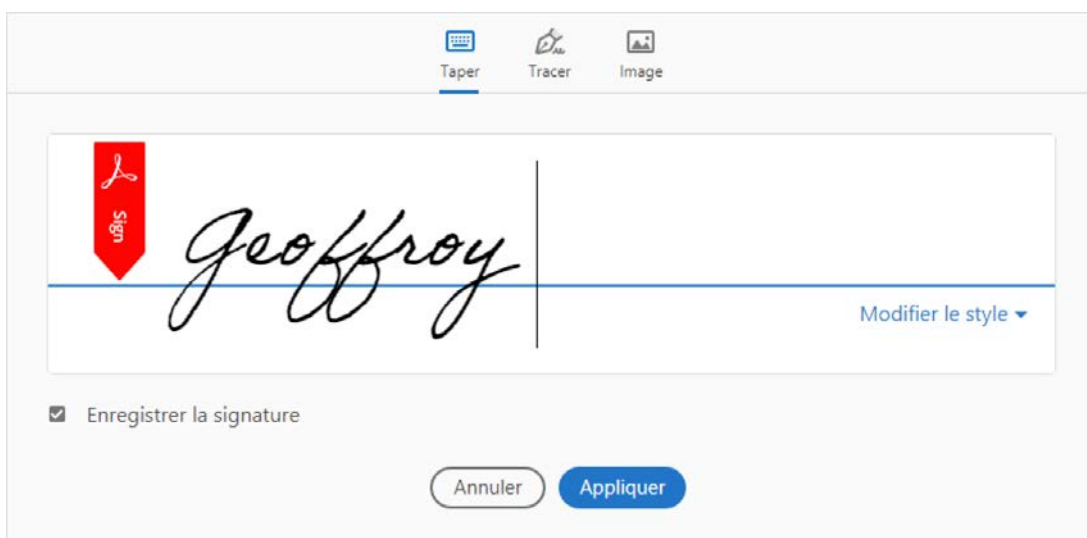 Taper Tracer Image
Sign
Geoffroy
Modifier le style
Enregistrer la signature
Annuler Appliquer